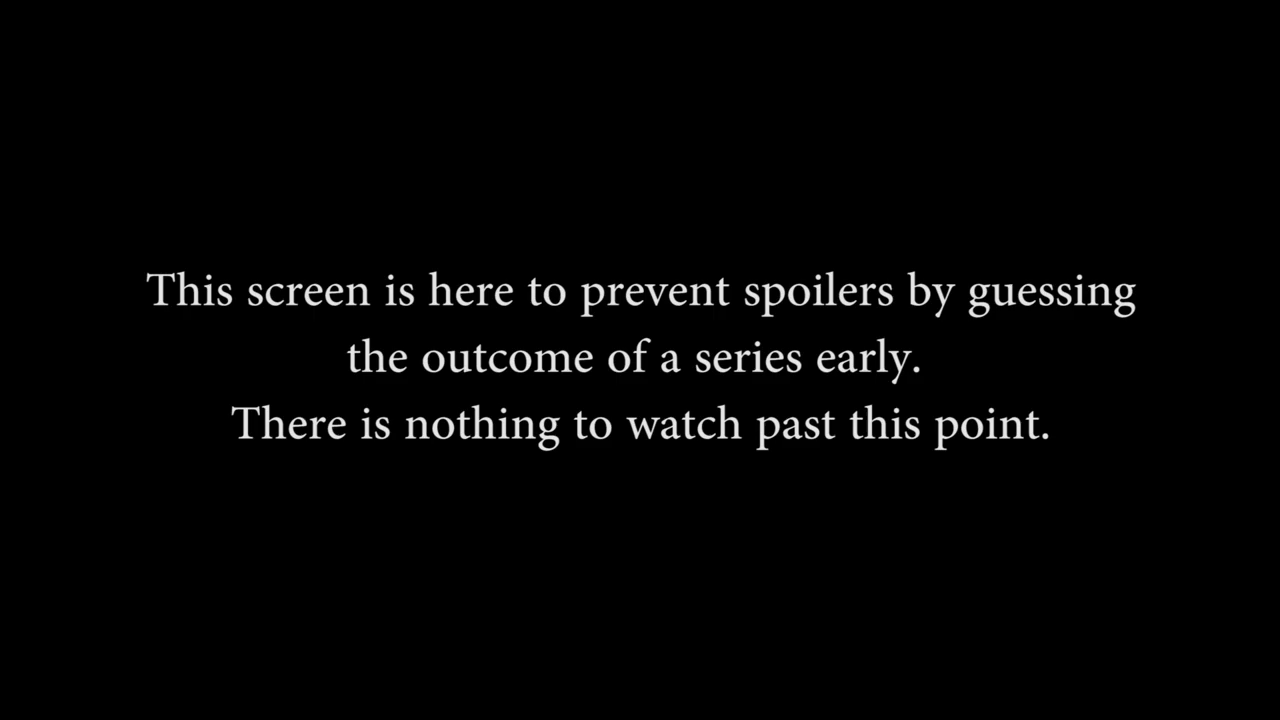 This screen is here to prevent spoilers by guessing
the outcome of a series early.
There is nothing to watch past this point.